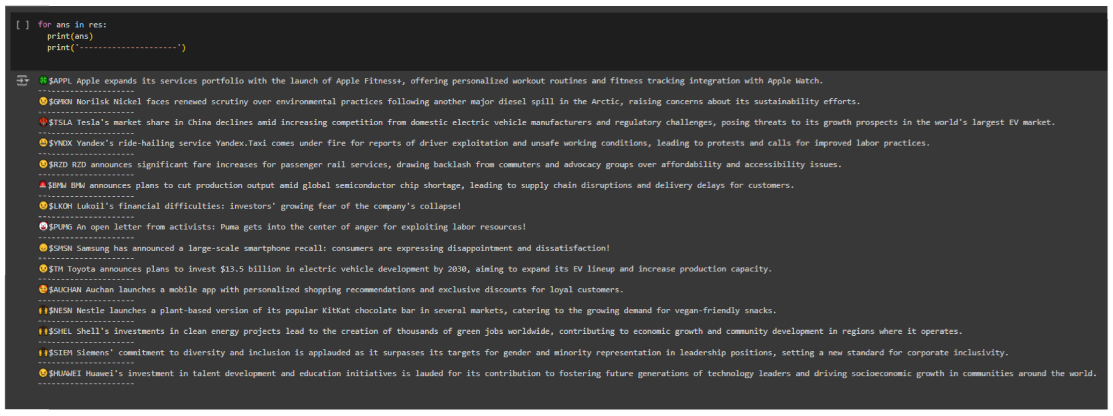 [ ] for ans in res:
print(ans)
print('---------------------')
🍀$APPL Apple expands its services portfolio with the launch of Apple Fitness+, offering personalized workout routines and fitness tracking integration with Apple Watch.
---------------------
$GMKN Norilsk Nickel faces renewed scrutiny over environmental practices following another major diesel spill in the Arctic, raising concerns about its sustainability efforts.
---------------------
$TSLA Tesla's market share in China declines amid increasing competition from domestic electric vehicle manufacturers and regulatory challenges, posing threats to its growth prospects in the world's largest EV market.
---------------------
$YNDX Yandex's ride-hailing service Yandex.Taxi comes under fire for reports of driver exploitation and unsafe working conditions, leading to protests and calls for improved labor practices.
---------------------
$RZD RZD announces significant fare increases for passenger rail services, drawing backlash from commuters and advocacy groups over affordability and accessibility issues.
---------------------
$BMW BMW announces plans to cut production output amid global semiconductor chip shortage, leading to supply chain disruptions and delivery delays for customers.
---------------------
$LKOH Lukoil's financial difficulties: investors' growing fear of the company's collapse!
---------------------
$PUMG An open letter from activists: Puma gets into the center of anger for exploiting labor resources!
---------------------
$SMSN Samsung has announced a large-scale smartphone recall: consumers are expressing disappointment and dissatisfaction!
---------------------
$TM Toyota announces plans to invest $13.5 billion in electric vehicle development by 2030, aiming to expand its EV lineup and increase production capacity.
---------------------
$AUCHAN Auchan launches a mobile app with personalized shopping recommendations and exclusive discounts for loyal customers.
---------------------
$NESN Nestle launches a plant-based version of its popular KitKat chocolate bar in several markets, catering to the growing demand for vegan-friendly snacks.
---------------------
$SHEL Shell's investments in clean energy projects lead to the creation of thousands of green jobs worldwide, contributing to economic growth and community development in regions where it operates.
---------------------
$SIEM Siemens' commitment to diversity and inclusion is applauded as it surpasses its targets for gender and minority representation in leadership positions, setting a new standard for corporate inclusivity.
---------------------
$HUAWEI Huawei's investment in talent development and education initiatives is lauded for its contribution to fostering future generations of technology leaders and driving socioeconomic growth in communities around the world.
---------------------